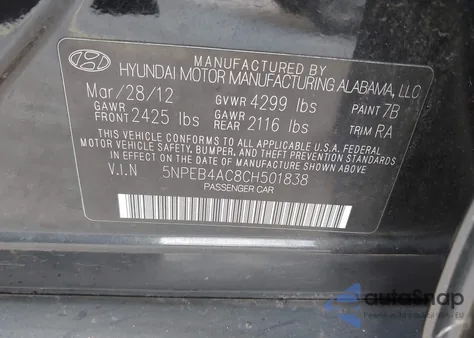 MANUFACTURED BY
HYUNDAI MOTOR MANUFACTURING ALABAMA, LLC
Mar/28/12 GVWR 4299 lbs PAINT 7B
GAWR FRONT 2425 lbs GAWR REAR 2116 lbs TRIM RA
THIS VEHICLE CONFORMS TO ALL APPLICABLE U.S.A. FEDERAL
MOTOR VEHICLE SAFETY, BUMPER, AND THEFT PREVENTION STANDARDS
IN EFFECT ON THE DATE OF MANUFACTURE SHOWN ABOVE.
V.I.N 5NPEB4AC8CH501838
PASSENGER CAR
autoSnap